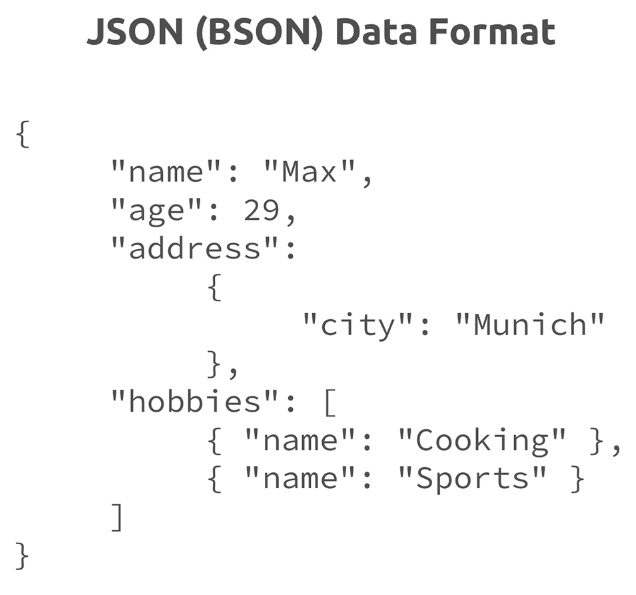 JSON (BSON) Data Format
{
"name": "Max",
"age": 29,
"address":
{
"city": "Munich"
},
"hobbies": [
{ "name": "Cooking" },
{ "name": "Sports" }
]
}